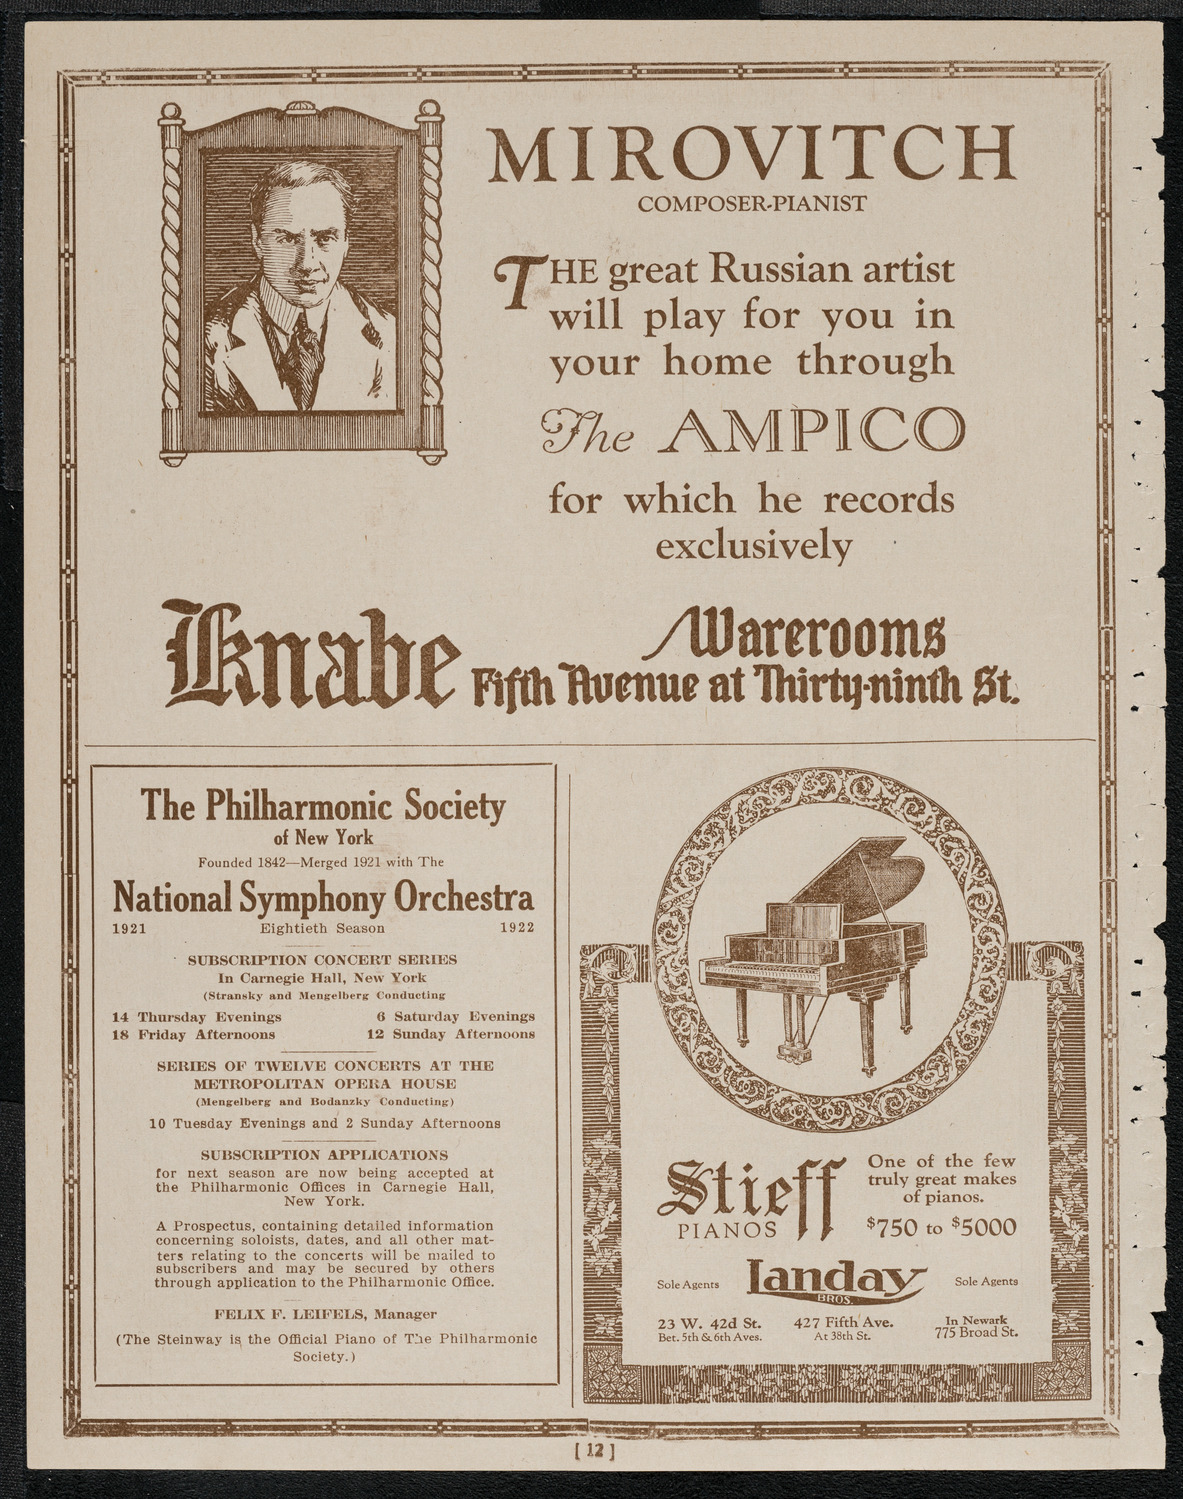 MIROVITCH
COMPOSER-PIANIST
THE great Russian artist
will play for you in
your home through
The AMPICO
for which he records
exclusively
Knabe Warerooms
Fifth Avenue at Thirty-ninth St.
The Philharmonic Society
of New York
Founded 1842—Merged 1921 with The
National Symphony Orchestra
1921 Eightieth Season 1922
SUBSCRIPTION CONCERT SERIES
In Carnegie Hall, New York
(Stransky and Mengelberg Conducting
14 Thursday Evenings 6 Saturday Evenings
18 Friday Afternoons 12 Sunday Afternoons
SERIES OF TWELVE CONCERTS AT THE
METROPOLITAN OPERA HOUSE
(Mengelberg and Bodanzky Conducting)
10 Tuesday Evenings and 2 Sunday Afternoons
SUBSCRIPTION APPLICATIONS
for next season are now being accepted at
the Philharmonic Offices in Carnegie Hall,
New York.
A Prospectus, containing detailed information
concerning soloists, dates, and all other mat-
ters relating to the concerts will be mailed to
subscribers and may be secured by others
through application to the Philharmonic Office.
FELIX F. LEIFELS, Manager
(The Steinway is the Official Piano of The Philharmonic
Society.)
Stieff
PIANOS
One of the few
truly great makes
of pianos.
$750 to $5000
Sole Agents Landay Sole Agents
BROS.
23 W. 42d St. 427 Fifth Ave. In Newark
Bet. 5th & 6th Aves. At 38th St. 775 Broad St.
[ 12 ]